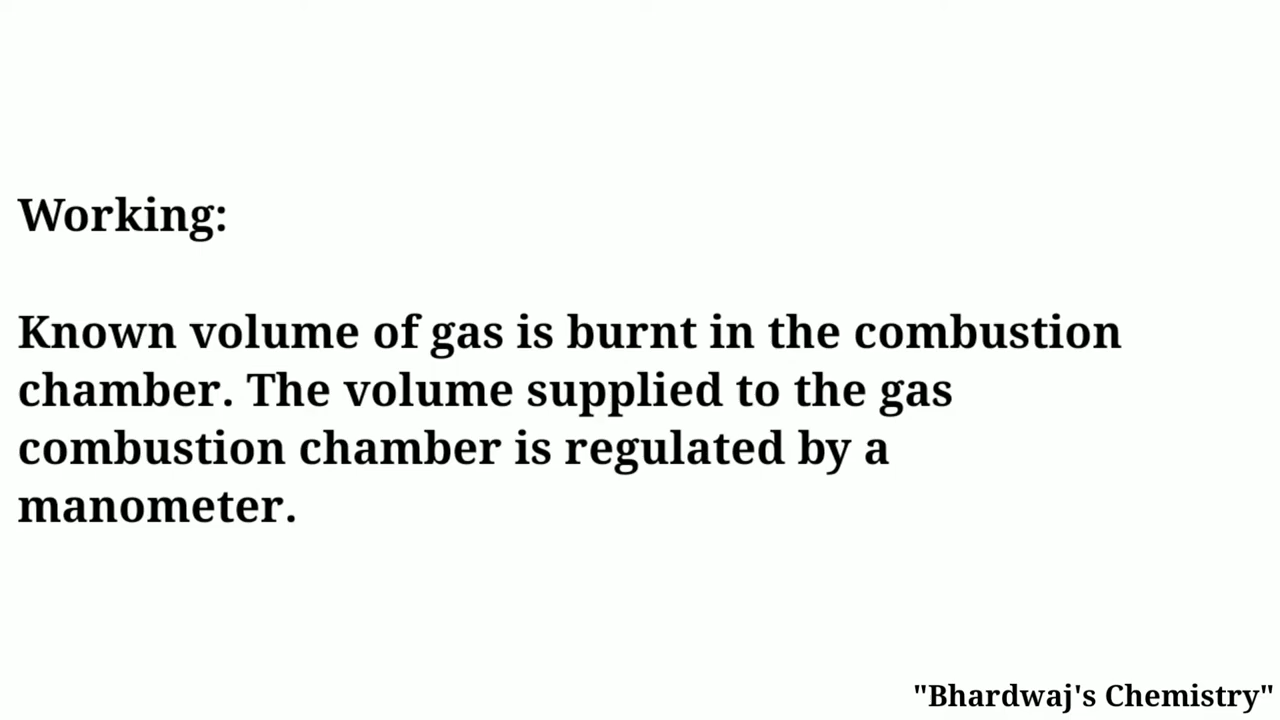 Working:
Known volume of gas is burnt in the combustion
chamber. The volume supplied to the gas
combustion chamber is regulated by a
manometer.
"Bhardwaj's Chemistry"